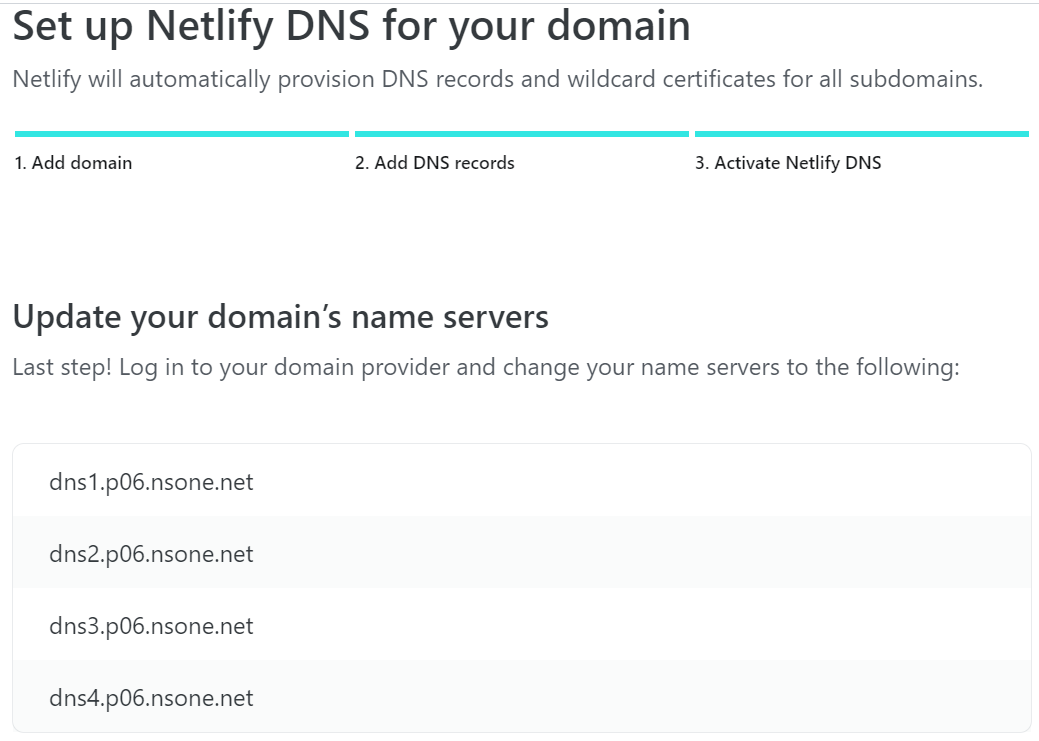 Set up Netlify DNS for your domain
Netlify will automatically provision DNS records and wildcard certificates for all subdomains.
1. Add domain
2. Add DNS records
3. Activate Netlify DNS
Update your domain’s name servers
Last step! Log in to your domain provider and change your name servers to the following:
dns1.p06.nsone.net
dns2.p06.nsone.net
dns3.p06.nsone.net
dns4.p06.nsone.net